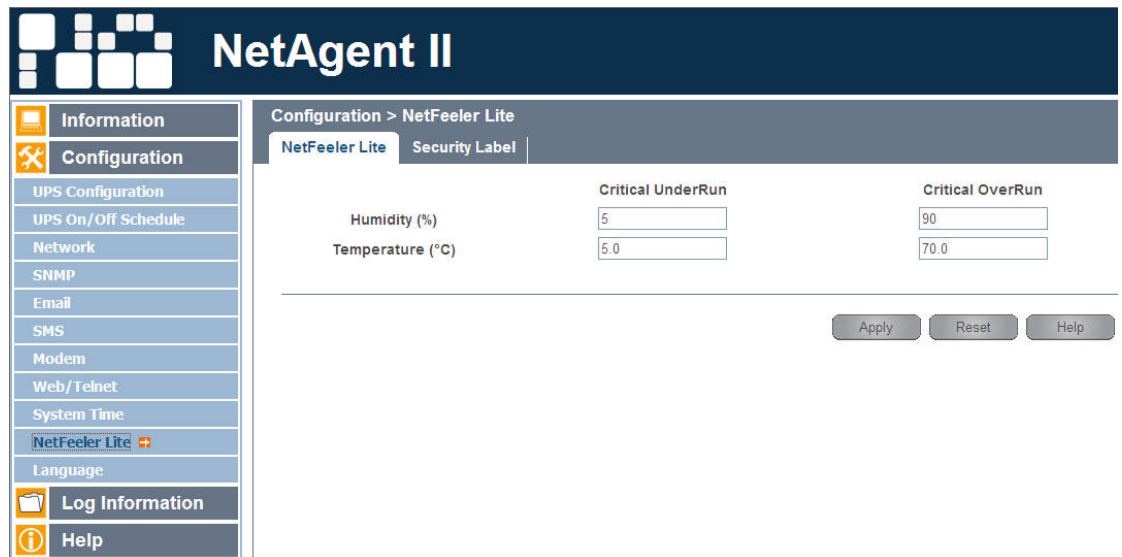 NetAgent II
Information
Configuration
UPS Configuration
UPS On/Off Schedule
Network
SNMP
Email
SMS
Modem
Web/Telnet
System Time
NetFeeler Lite
Language
Log Information
Help
Configuration > NetFeeler Lite
NetFeeler Lite Security Label
Critical UnderRun Critical OverRun
Humidity (%) 5 90
Temperature (°C) 5.0 70.0
Apply Reset Help